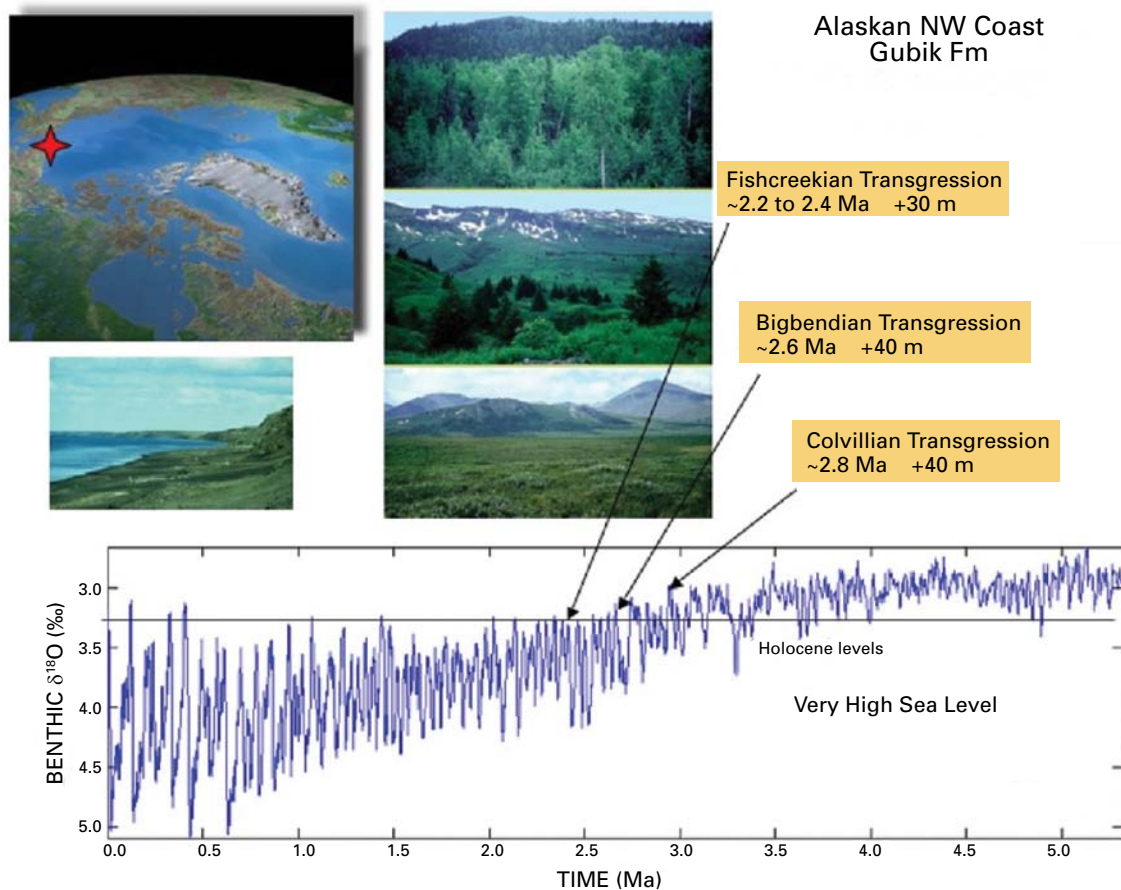 Alaskan NW Coast
Gubik Fm
Fishcreekian Transgression
~2.2 to 2.4 Ma +30 m
Bigbendian Transgression
~2.6 Ma +40 m
Colvillian Transgression
~2.8 Ma +40 m
BENTHIC δ18O (‰)
3.0
3.5
4.0
4.5
5.0
Holocene levels
Very High Sea Level
0.0 0.5 1.0 1.5 2.0 2.5 3.0 3.5 4.0 4.5 5.0
TIME (Ma)